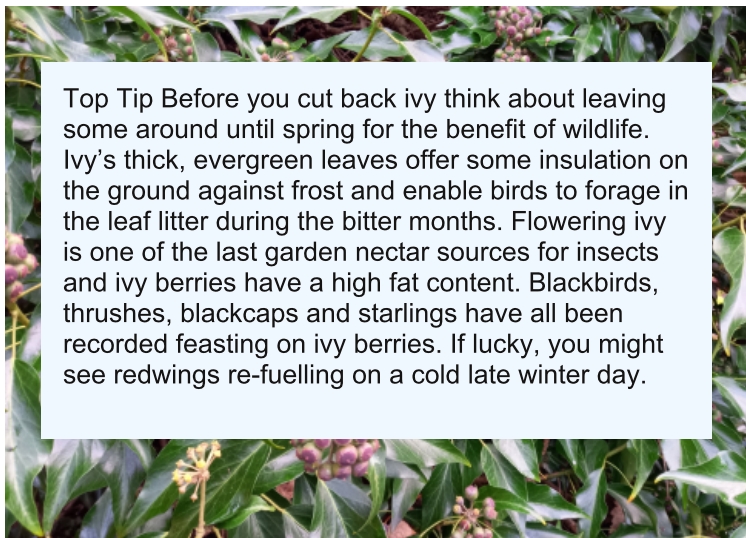 Top Tip Before you cut back ivy think about leaving
some around until spring for the benefit of wildlife.
Ivy’s thick, evergreen leaves offer some insulation on
the ground against frost and enable birds to forage in
the leaf litter during the bitter months. Flowering ivy
is one of the last garden nectar sources for insects
and ivy berries have a high fat content. Blackbirds,
thrushes, blackcaps and starlings have all been
recorded feasting on ivy berries. If lucky, you might
see redwings re-fuelling on a cold late winter day.